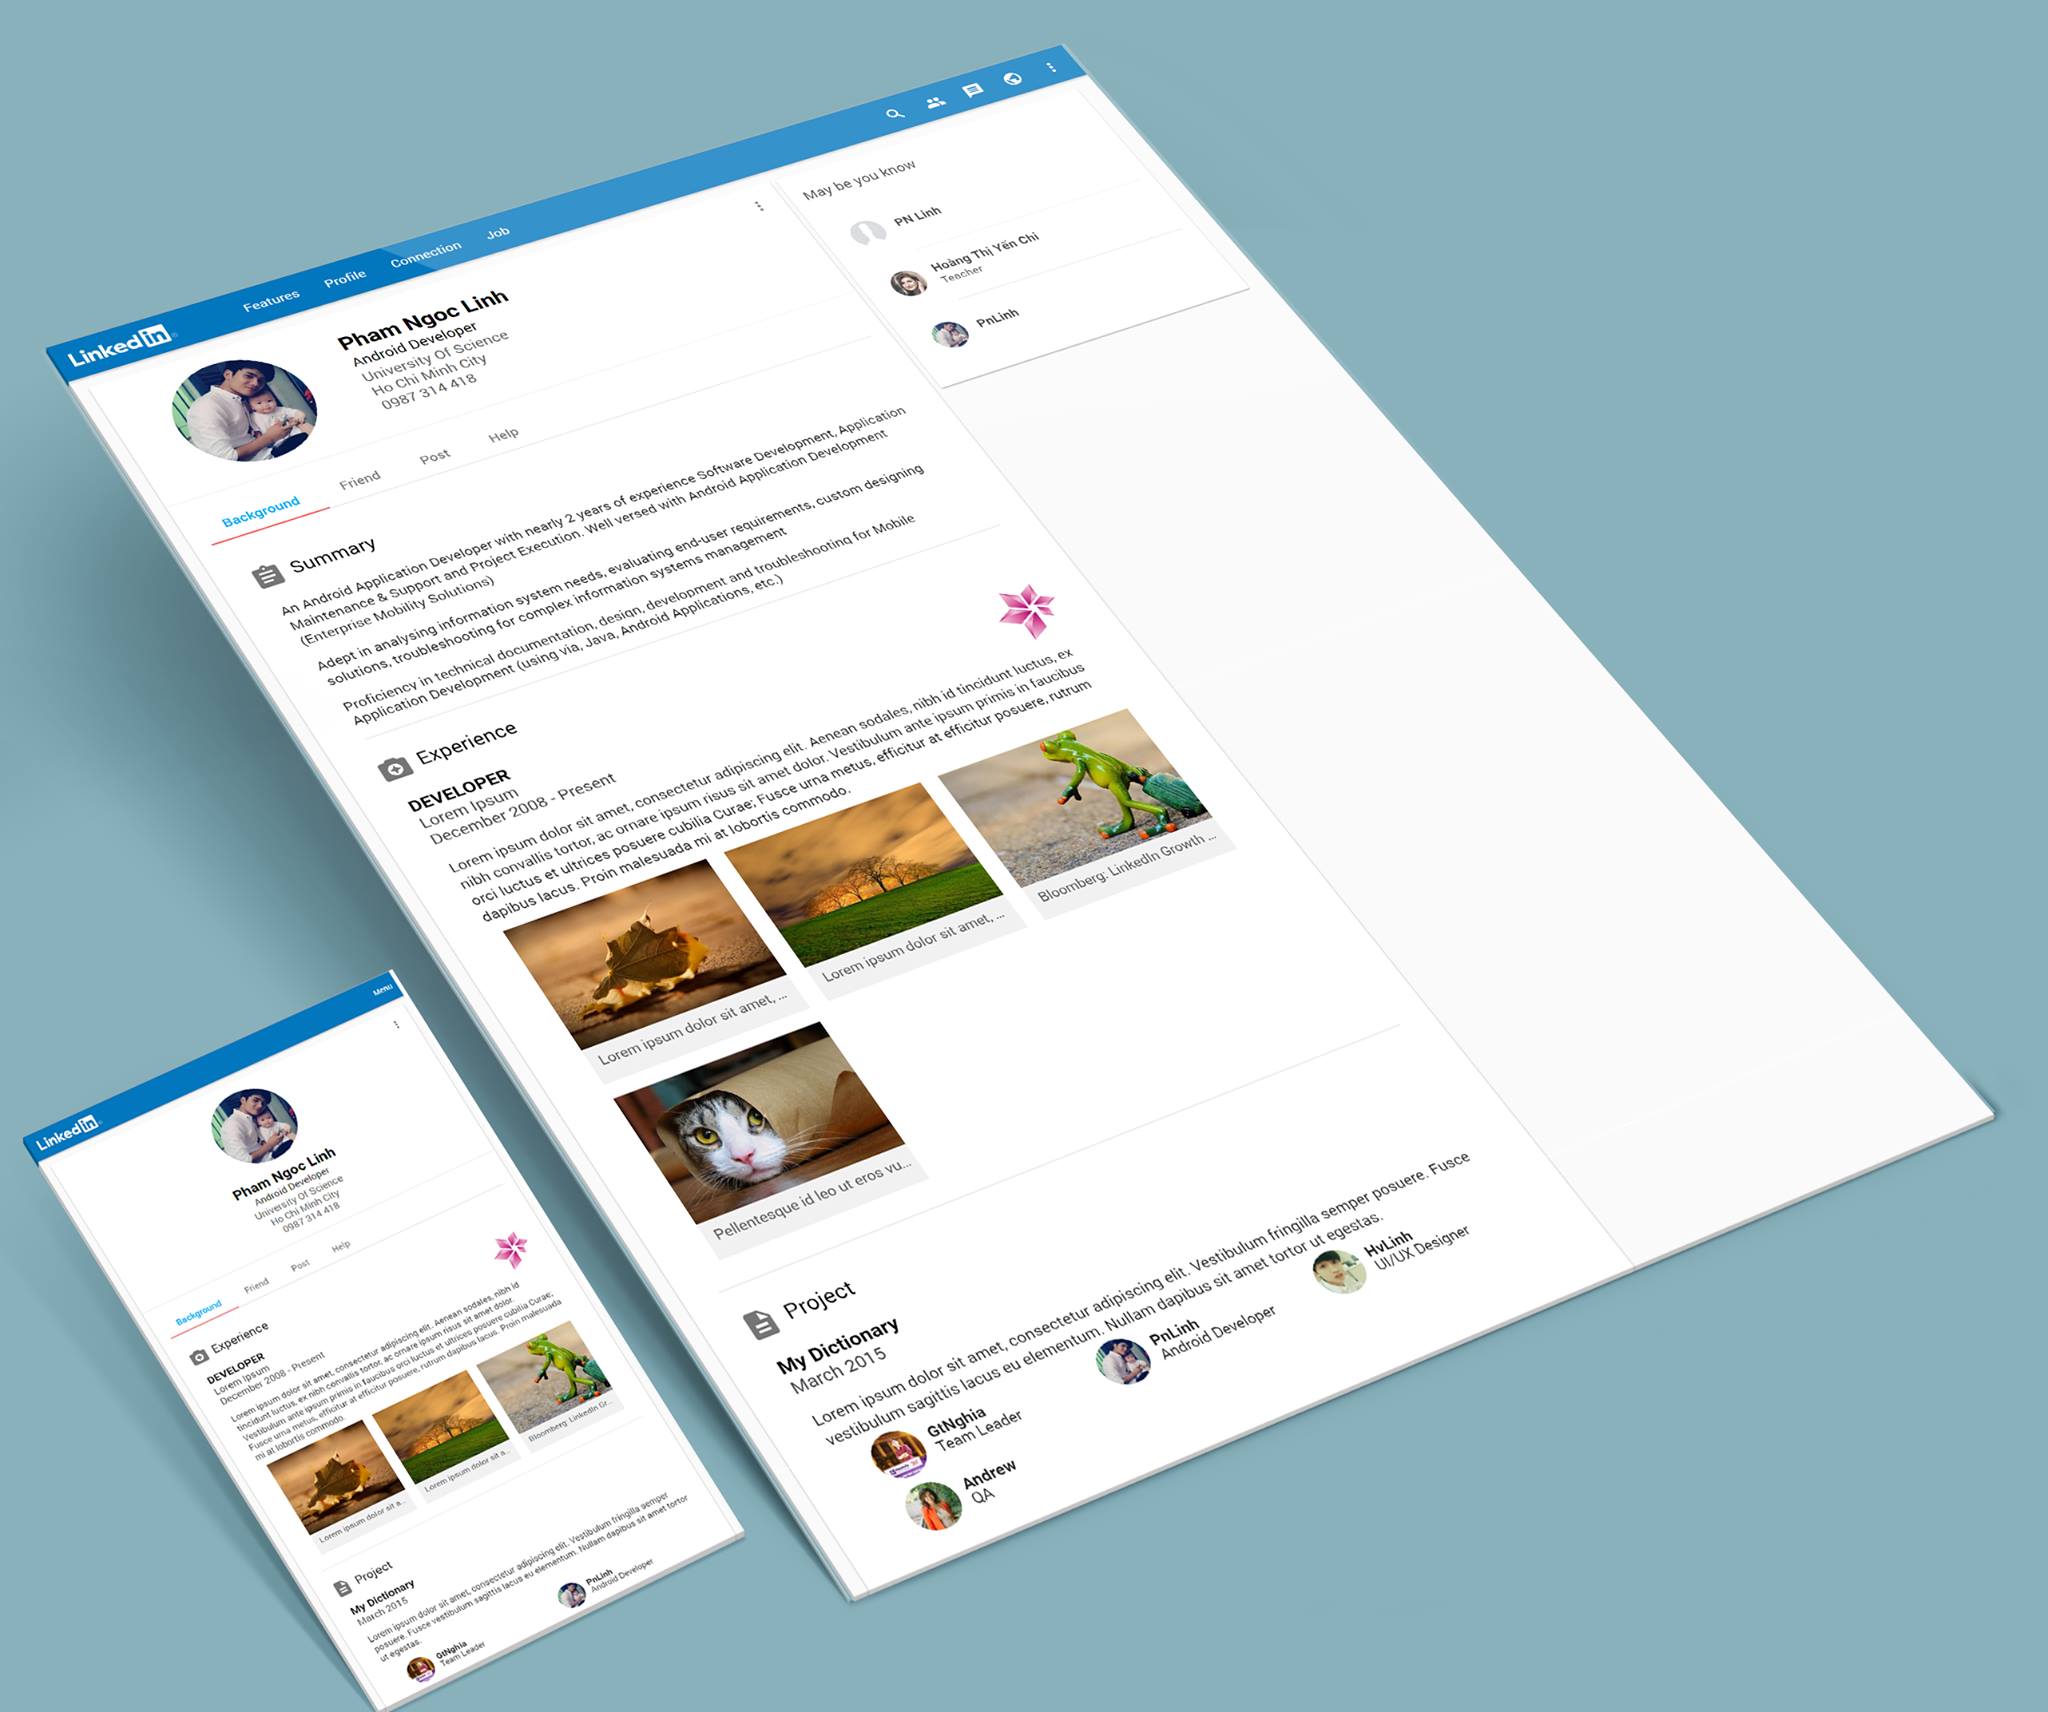 LinkedIn
Features
Profile
Connection
Job
Pham Ngoc Linh
Android Developer
University Of Science
Ho Chi Minh City
0987 314 418
Background
Friend
Post
Help
Summary
An Android Application Developer with nearly 2 years of experience Software Development, Application
Maintenance & Support and Project Execution. Well versed with Android Application Development
(Enterprise Mobility Solutions)
Adept in analysing information system needs, evaluating end-user requirements, custom designing
solutions, troubleshooting for complex information systems management
Proficiency in technical documentation, design, development and troubleshooting for Mobile
Application Development (using via, Java, Android Applications, etc.)
Experience
DEVELOPER
Lorem Ipsum
December 2008 - Present
Lorem ipsum dolor sit amet, consectetur adipiscing elit. Aenean sodales, nibh id tincidunt luctus, ex
nibh convallis tortor, ac ornare ipsum risus sit amet dolor. Vestibulum ante ipsum primis in faucibus
orci luctus et ultrices posuere cubilia Curae; Fusce urna metus, efficitur at efficitur posuere, rutrum
dapibus lacus. Proin malesuada mi at lobortis commodo.
Lorem ipsum dolor sit amet, ...
Lorem ipsum dolor sit amet, ...
Bloomberg: LinkedIn Growth ...
Pellentesque id leo ut eros vu...
Project
My Dictionary
March 2015
Lorem ipsum dolor sit amet, consectetur adipiscing elit. Vestibulum fringilla semper posuere. Fusce
vestibulum sagittis lacus eu elementum. Nullam dapibus sit amet tortor ut egestas.
GtNghia
Team Leader
PnLinh
Android Developer
HvLinh
UI/UX Designer
Andrew
QA
May be you know
PN Linh
Hoàng Thị Yến Chi
Teacher
PnLinh
LinkedIn
Menu
Pham Ngoc Linh
Android Developer
University Of Science
Ho Chi Minh City
0987 314 418
Background
Friend
Post
Help
Experience
DEVELOPER
Lorem Ipsum
December 2008 - Present
Lorem ipsum dolor sit amet, consectetur adipiscing elit. Aenean sodales, nibh id
tincidunt luctus, ex nibh convallis tortor, ac ornare ipsum risus sit amet dolor.
Vestibulum ante ipsum primis in faucibus orci luctus et ultrices posuere cubilia Curae;
Fusce urna metus, efficitur at efficitur posuere, rutrum dapibus lacus. Proin malesuada
mi at lobortis commodo.
Lorem ipsum dolor sit a...
Lorem ipsum dolor sit a...
Bloomberg: LinkedIn Gr...
Project
My Dictionary
March 2015
Lorem ipsum dolor sit amet, consectetur adipiscing elit. Vestibulum fringilla semper
posuere. Fusce vestibulum sagittis lacus eu elementum. Nullam dapibus sit amet tortor
ut egestas.
GtNghia
Team Leader
PnLinh
Android Developer